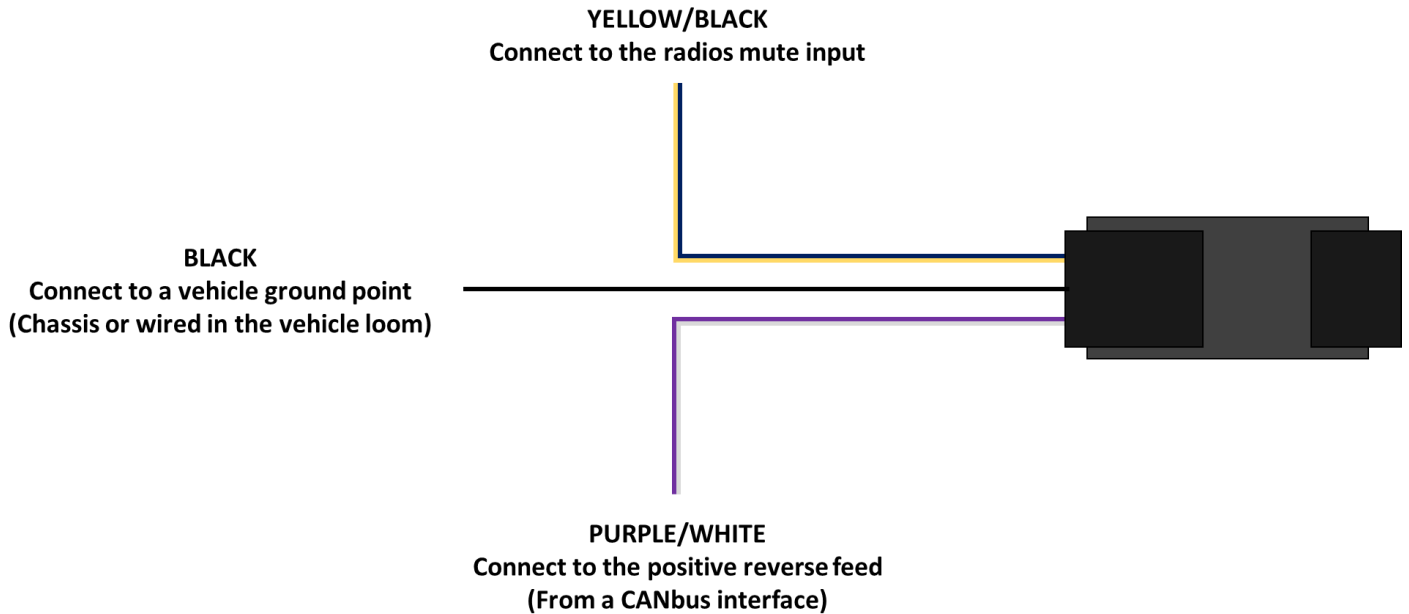 YELLOW/BLACK
Connect to the radios mute input
BLACK
Connect to a vehicle ground point
(Chassis or wired in the vehicle loom)
PURPLE/WHITE
Connect to the positive reverse feed
(From a CANbus interface)